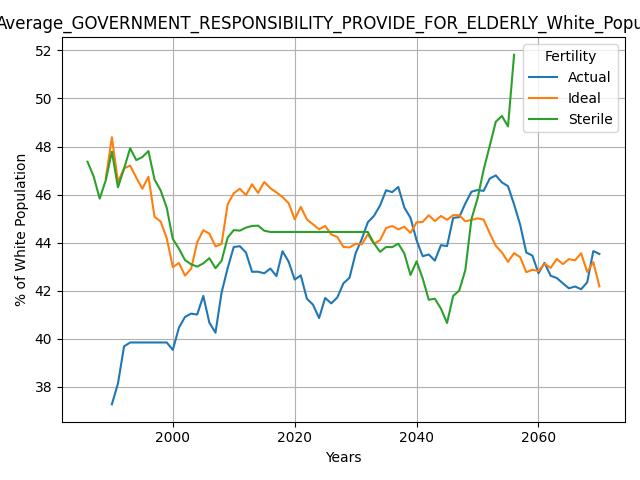 Average_GOVERNMENT_RESPONSIBILITY_PROVIDE_FOR_ELDERLY_White_Popu
52
50
48
46
44
42
40
38
% of White Population
Fertility
Actual
Ideal
Sterile
2000
2020
2040
2060
Years